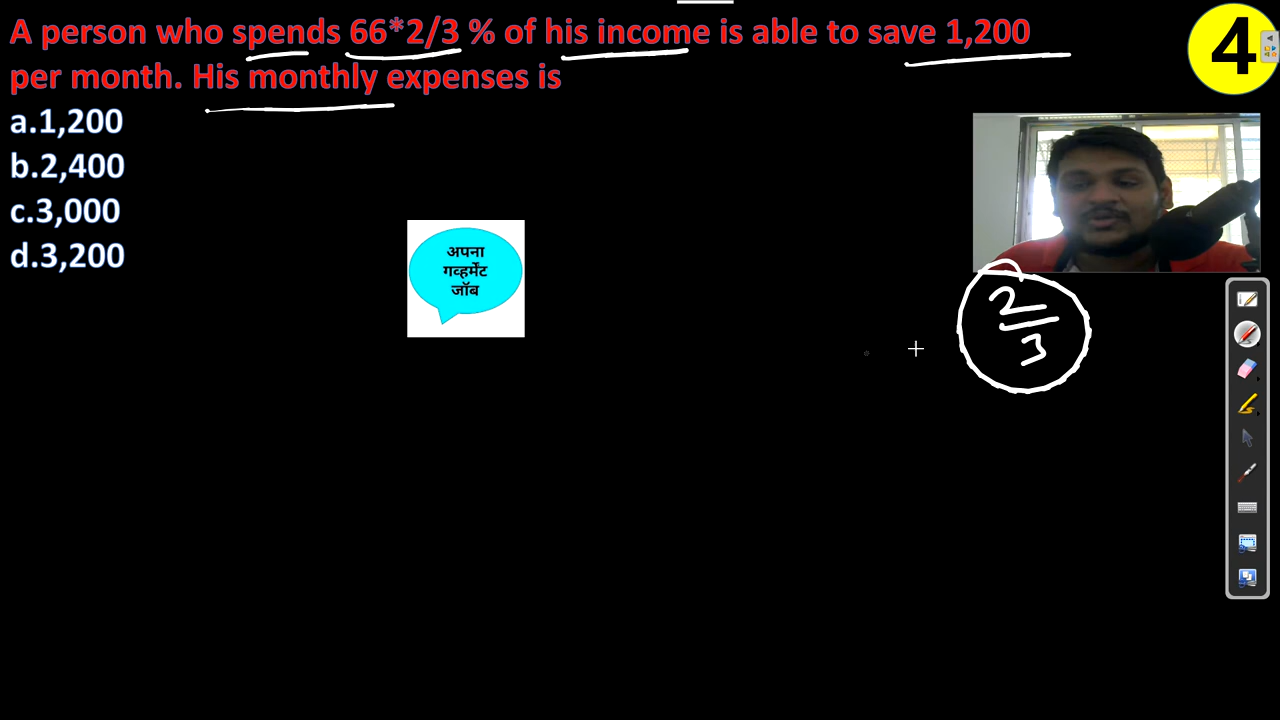 A person who spends 66*2/3 % of his income is able to save 1,200
per month. His monthly expenses is
a.1,200
b.2,400
c.3,000
d.3,200
4
अपना
गव्हर्मेंट
जॉब
2
3